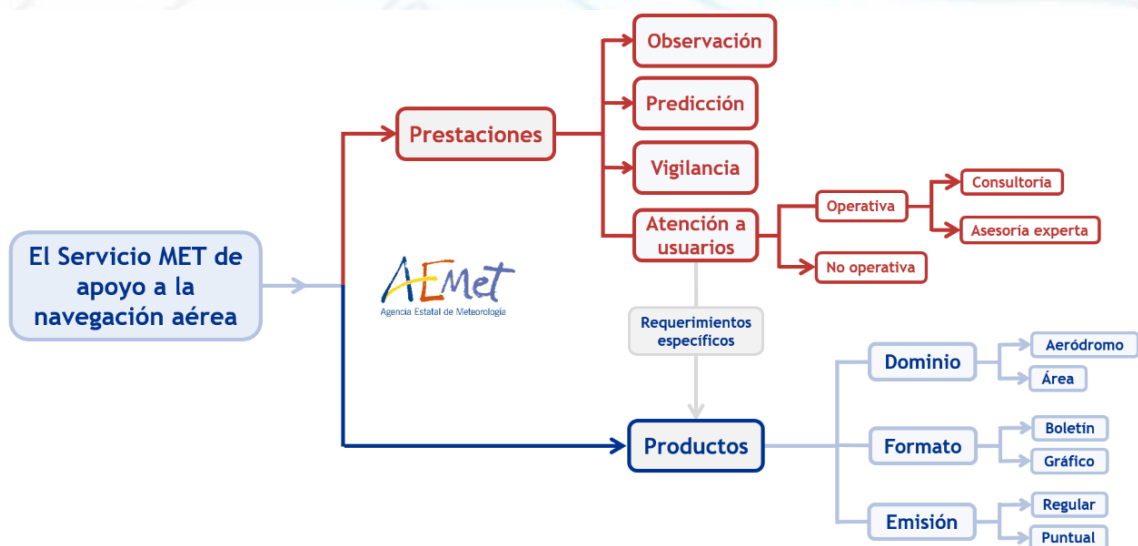 Observación
Predicción
Prestaciones
Vigilancia
Consultoría
Operativa
Atención a
usuarios
Asesoría experta
No operativa
El Servicio MET de
apoyo a la
navegación aérea
AEMet
Agencia Estatal de Meteorología
Requerimientos
específicos
Aeródromo
Dominio
Área
Productos
Boletín
Formato
Gráfico
Regular
Emisión
Puntual